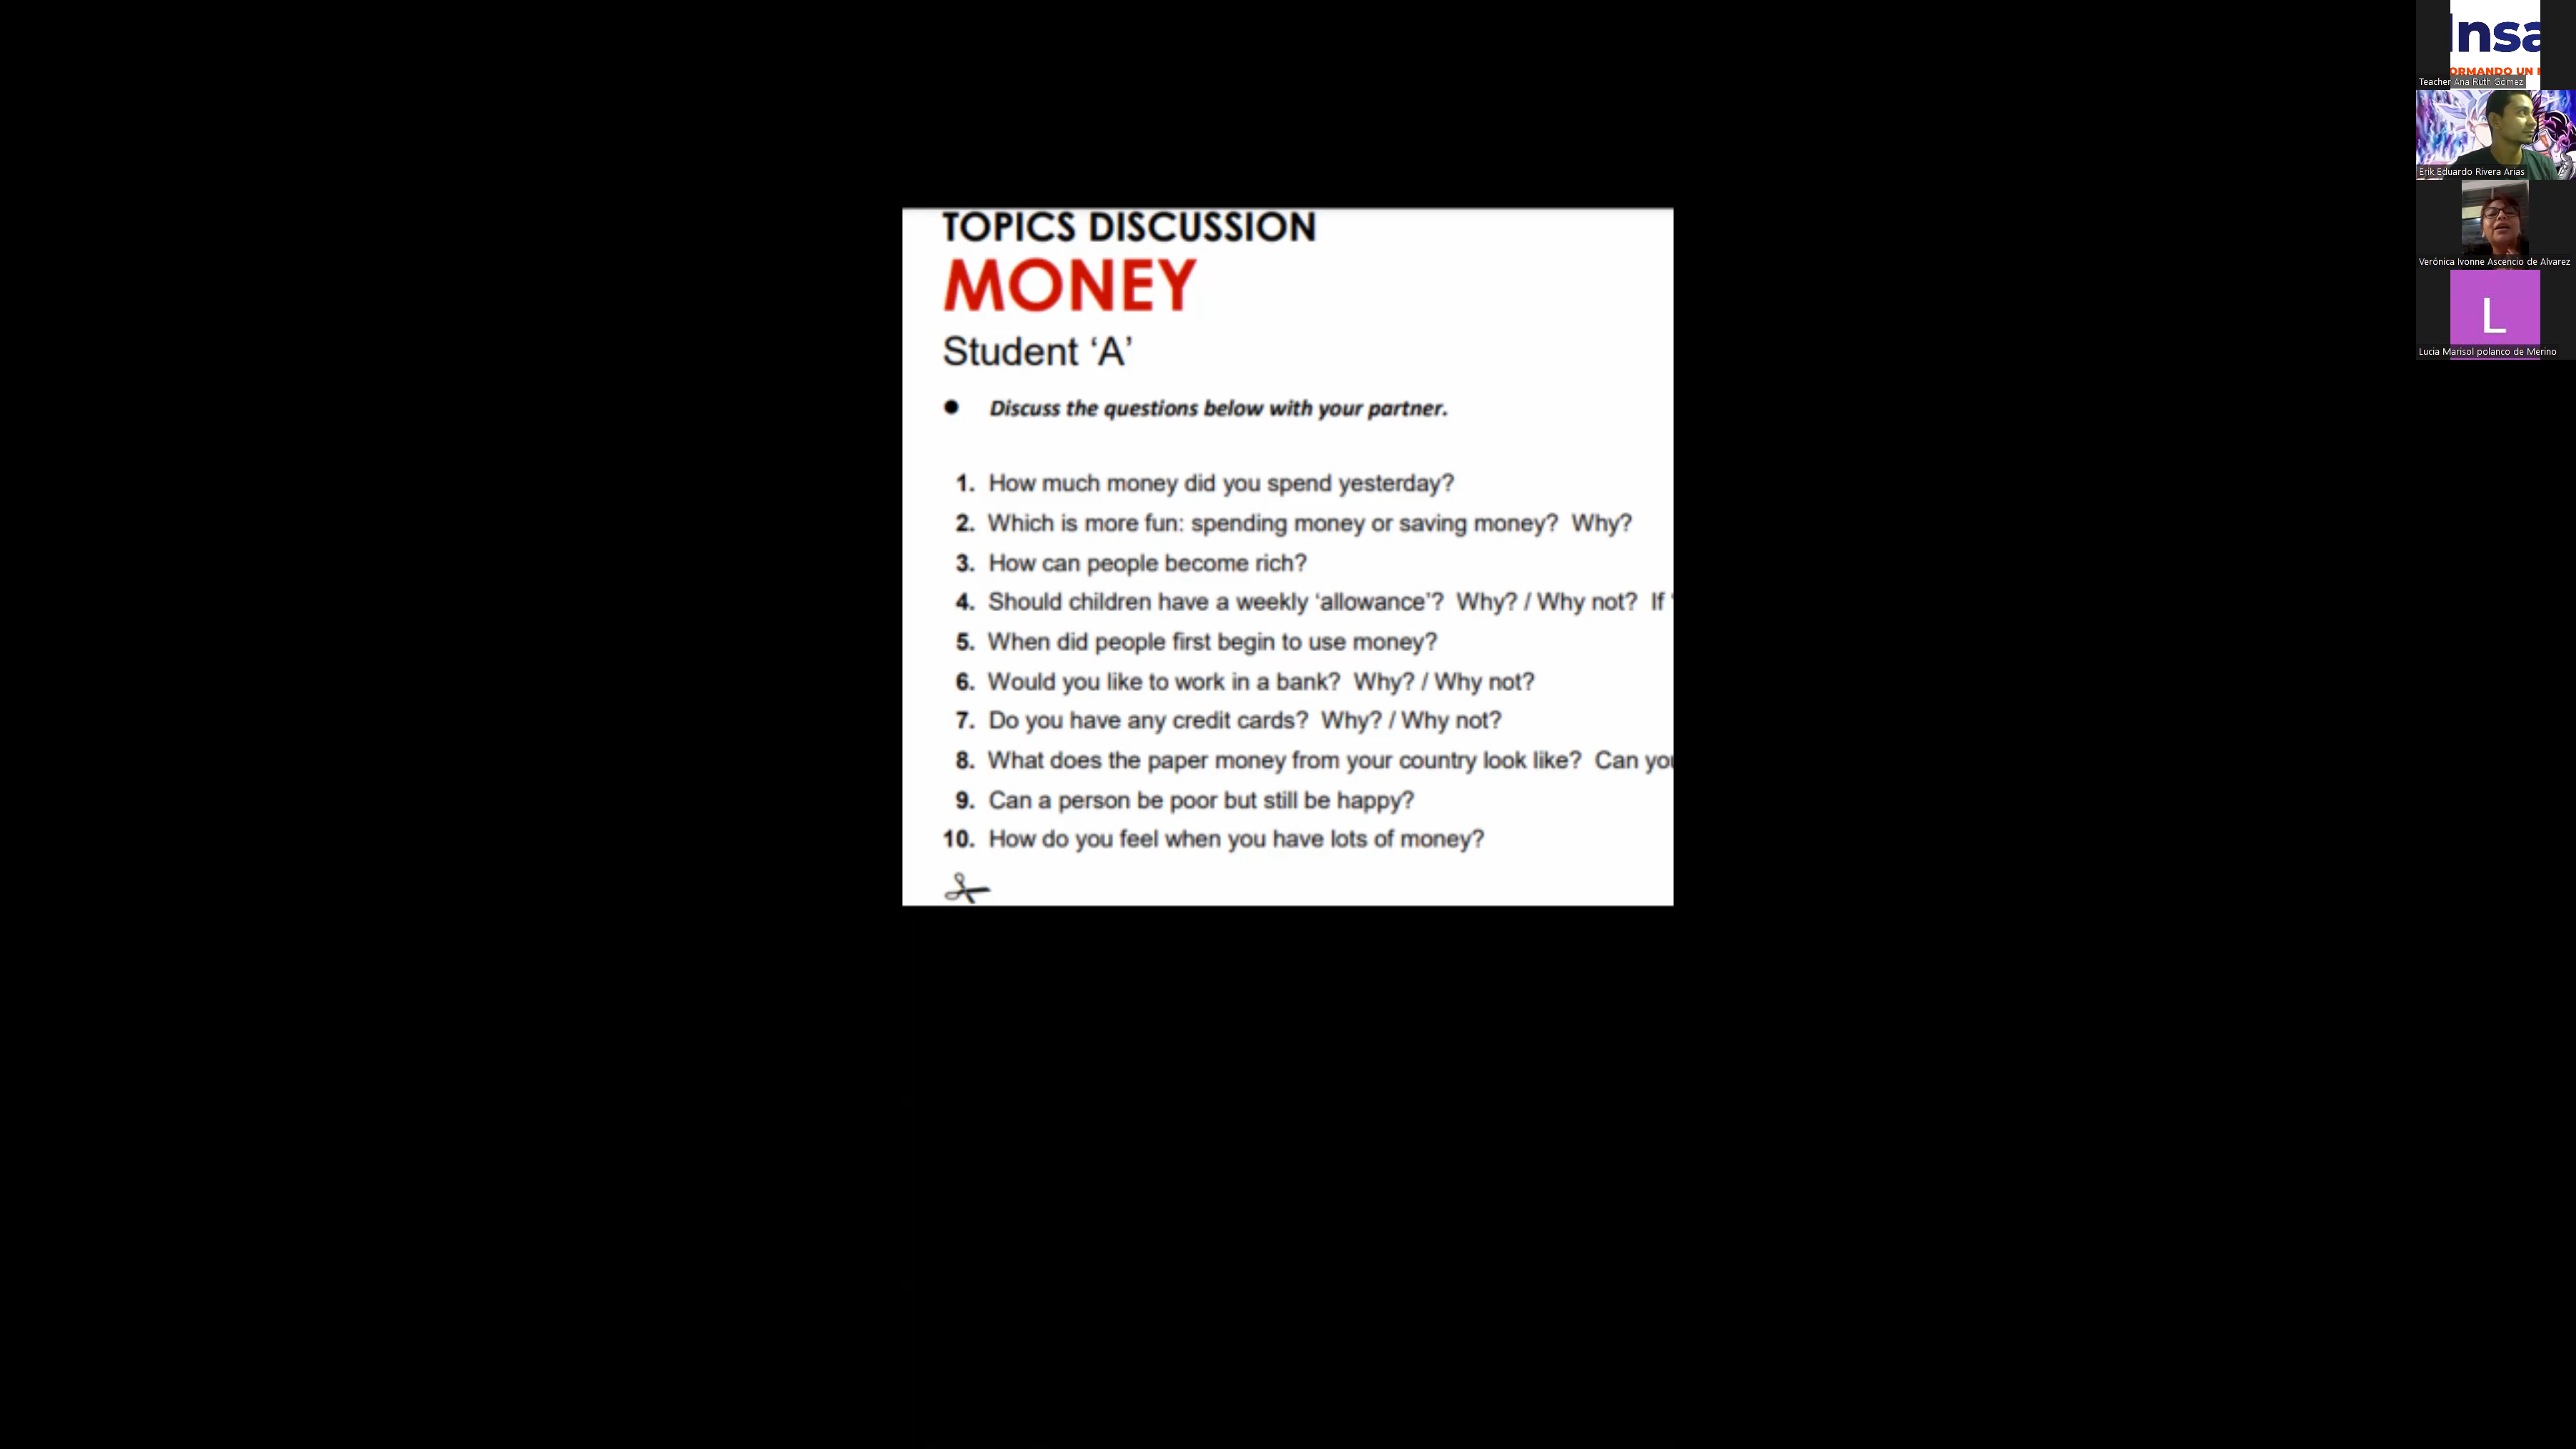 TOPICS DISCUSSION
MONEY
Student ‘A’
● Discuss the questions below with your partner.
1. How much money did you spend yesterday?
2. Which is more fun: spending money or saving money? Why?
3. How can people become rich?
4. Should children have a weekly ‘allowance’? Why? / Why not? If ‘
5. When did people first begin to use money?
6. Would you like to work in a bank? Why? / Why not?
7. Do you have any credit cards? Why? / Why not?
8. What does the paper money from your country look like? Can you
9. Can a person be poor but still be happy?
10. How do you feel when you have lots of money?
Insa
ORMANDO UN
Teacher Ana Ruth Gómez
Erik Eduardo Rivera Arias
Verónica Ivonne Ascencio de Alvarez
L
Lucia Marisol polanco de Merino